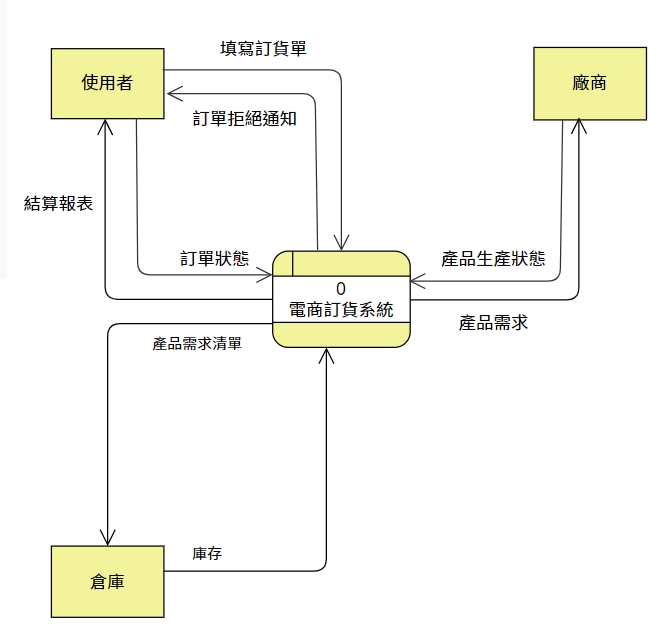 填寫訂貨單
使用者
廠商
訂單拒絕通知
結算報表
訂單狀態
產品生產狀態
0
電商訂貨系統
產品需求
產品需求清單
庫存
倉庫